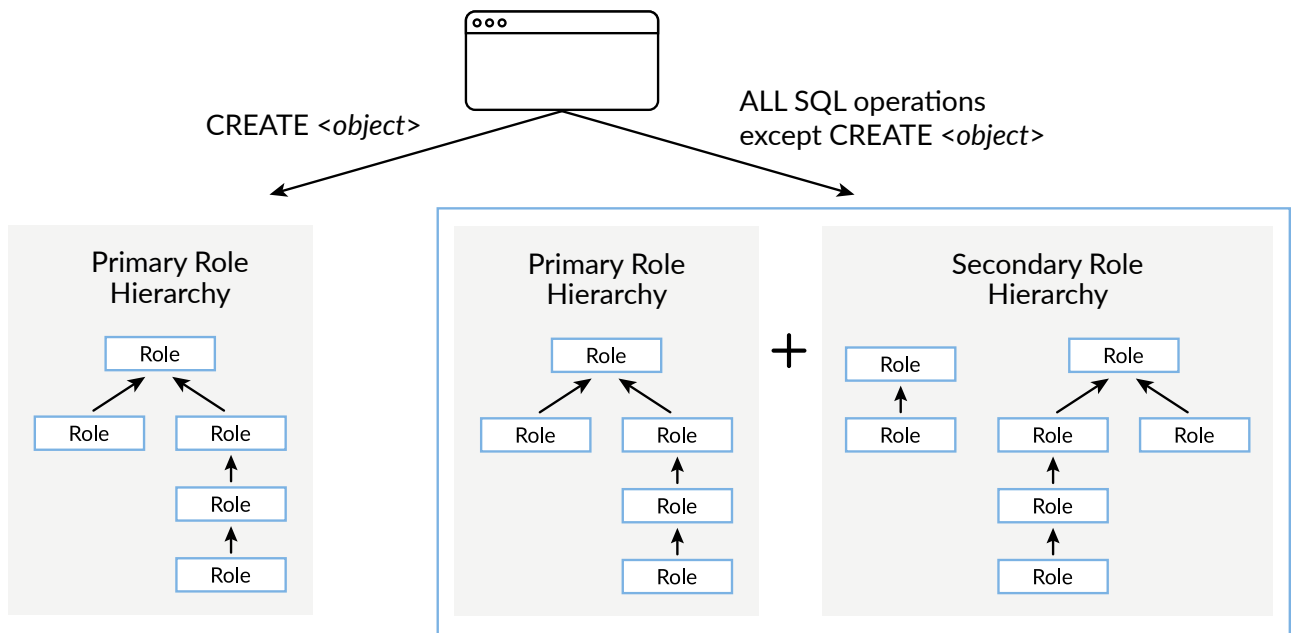 CREATE <object>
ALL SQL operations
except CREATE <object>
Primary Role
Hierarchy
Role
Role
Role
Role
Role
Primary Role
Hierarchy
Role
Role
Role
Role
Role
+
Secondary Role
Hierarchy
Role
Role
Role
Role
Role
Role
Role